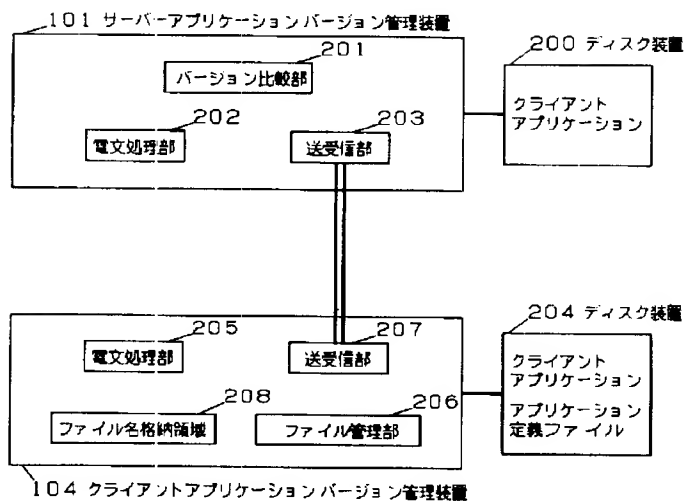 101 サーバーアプリケーションバージョン管理装置
201
バージョン比較部
202
電文処理部
203
送受信部
200 ディスク装置
クライアント
アプリケーション
205
電文処理部
207
送受信部
208
ファイル名格納領域
206
ファイル管理部
204 ディスク装置
クライアント
アプリケーション
アプリケーション
定義ファイル
104 クライアントアプリケーションバージョン管理装置